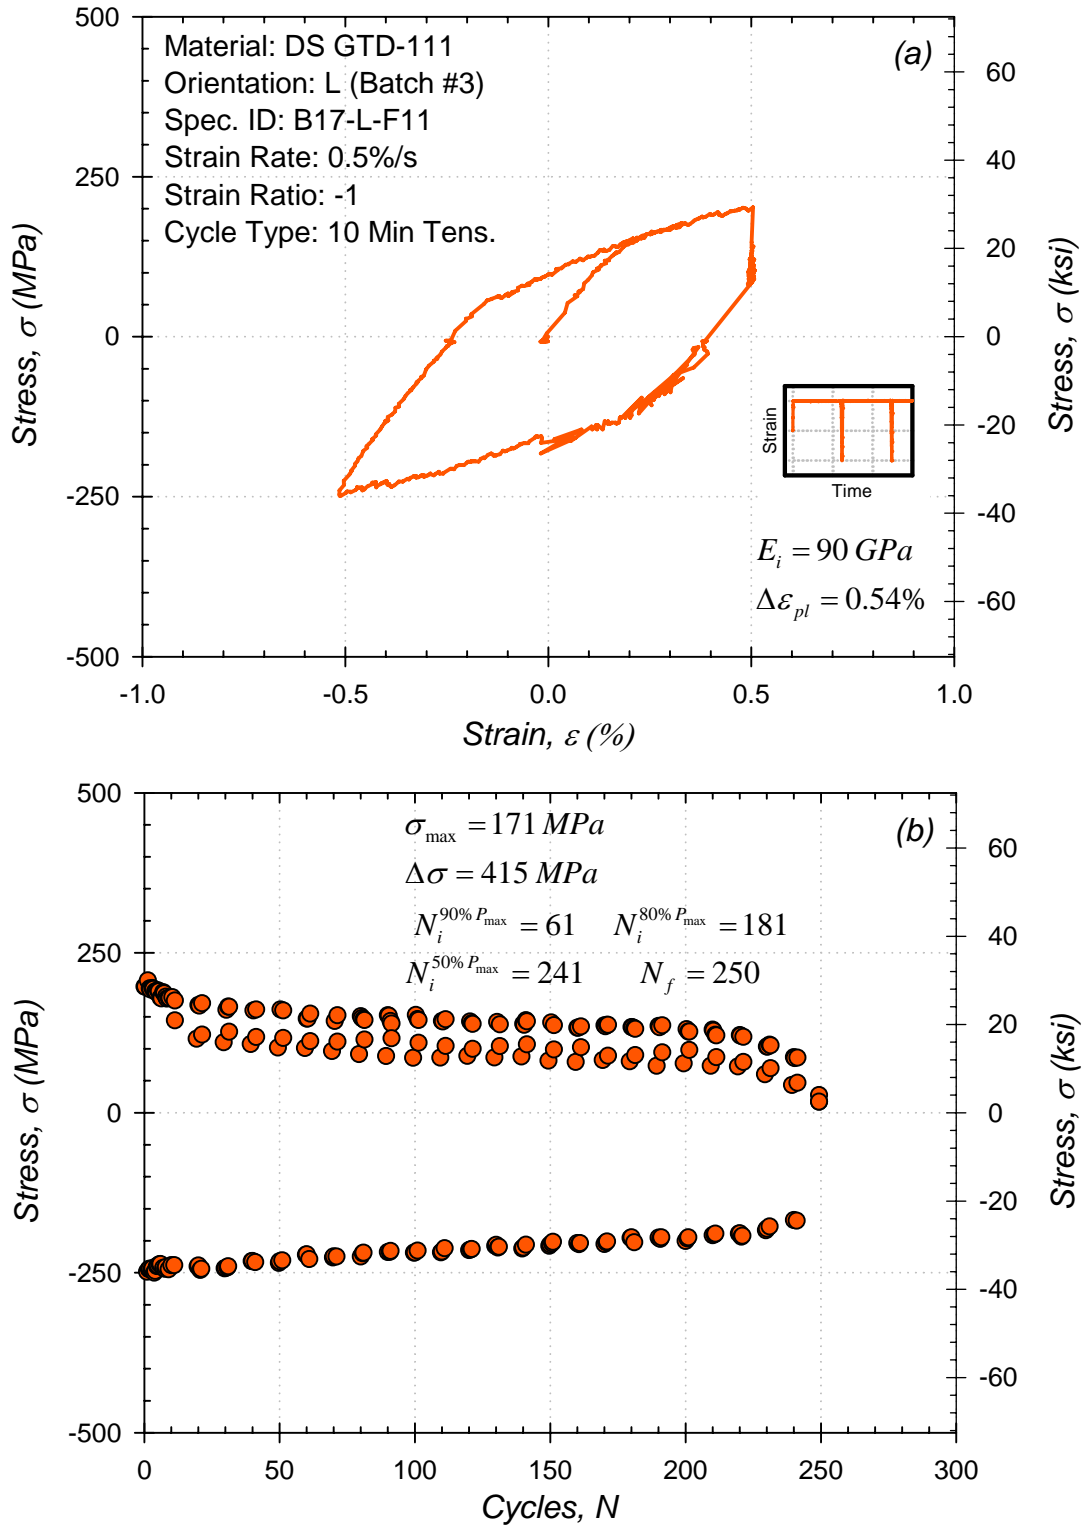 (a)
Material: DS GTD-111
Orientation: L (Batch #3)
Spec. ID: B17-L-F11
Strain Rate: 0.5%/s
Strain Ratio: -1
Cycle Type: 10 Min Tens.
500
250
0
-250
-500
Stress, σ (MPa)
60
40
20
0
-20
-40
-60
Stress, σ (ksi)
Strain
Time
E_i = 90 GPa
Δε_pl = 0.54%
-1.0 -0.5 0.0 0.5 1.0
Strain, ε (%)
(b)
σ_max = 171 MPa
Δσ = 415 MPa
N_i^{90% P_max} = 61 N_i^{80% P_max} = 181
N_i^{50% P_max} = 241 N_f = 250
500
250
0
-250
-500
Stress, σ (MPa)
60
40
20
0
-20
-40
-60
Stress, σ (ksi)
0 50 100 150 200 250 300
Cycles, N